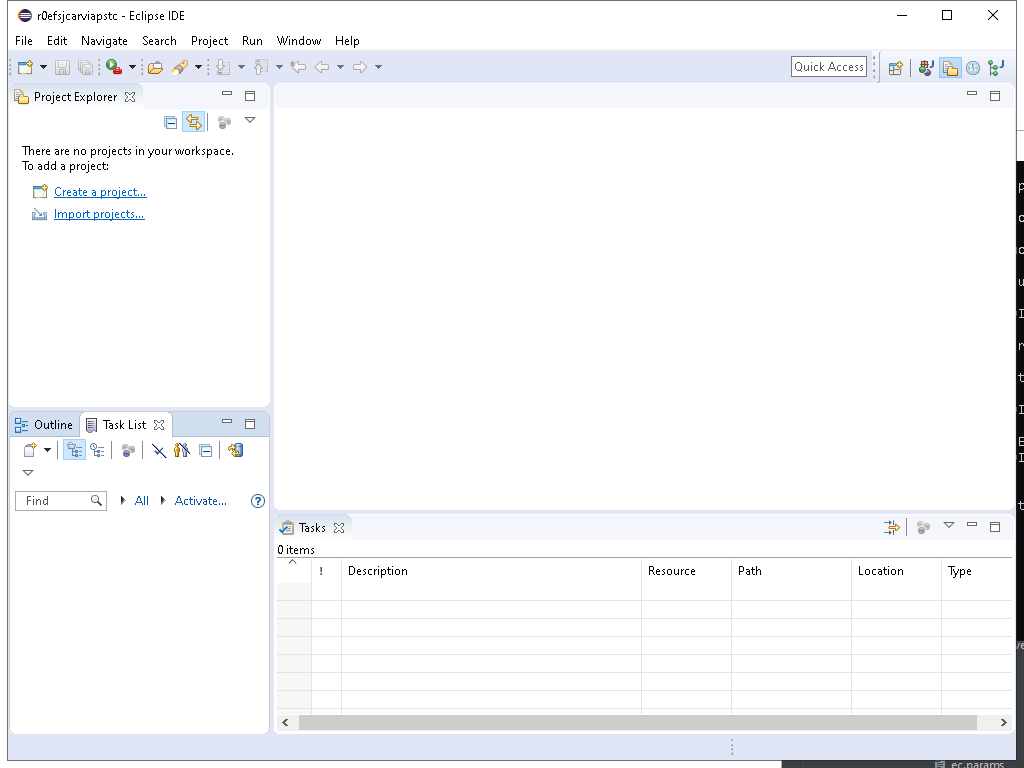 r0efsjcarviapstc - Eclipse IDE
File Edit Navigate Search Project Run Window Help
Quick Access
Project Explorer
There are no projects in your workspace.
To add a project:
Create a project...
Import projects...
Outline Task List
Find All Activate...
Tasks
0 items
! Description Resource Path Location Type
ec.params